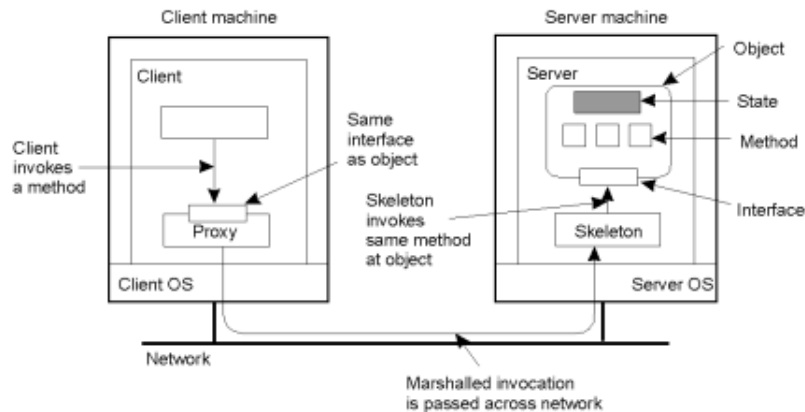 Client machine
Server machine
Object
Client
Server
State
Same
interface
as object
Client
invokes
a method
Method
Skeleton
invokes
same method
at object
Interface
Proxy
Skeleton
Client OS
Server OS
Network
Marshalled invocation
is passed across network